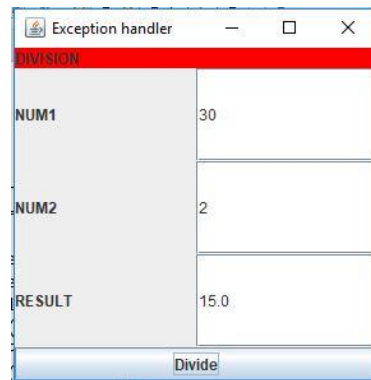 Exception handler
DIVISION
NUM1 30
NUM2 2
RESULT 15.0
Divide